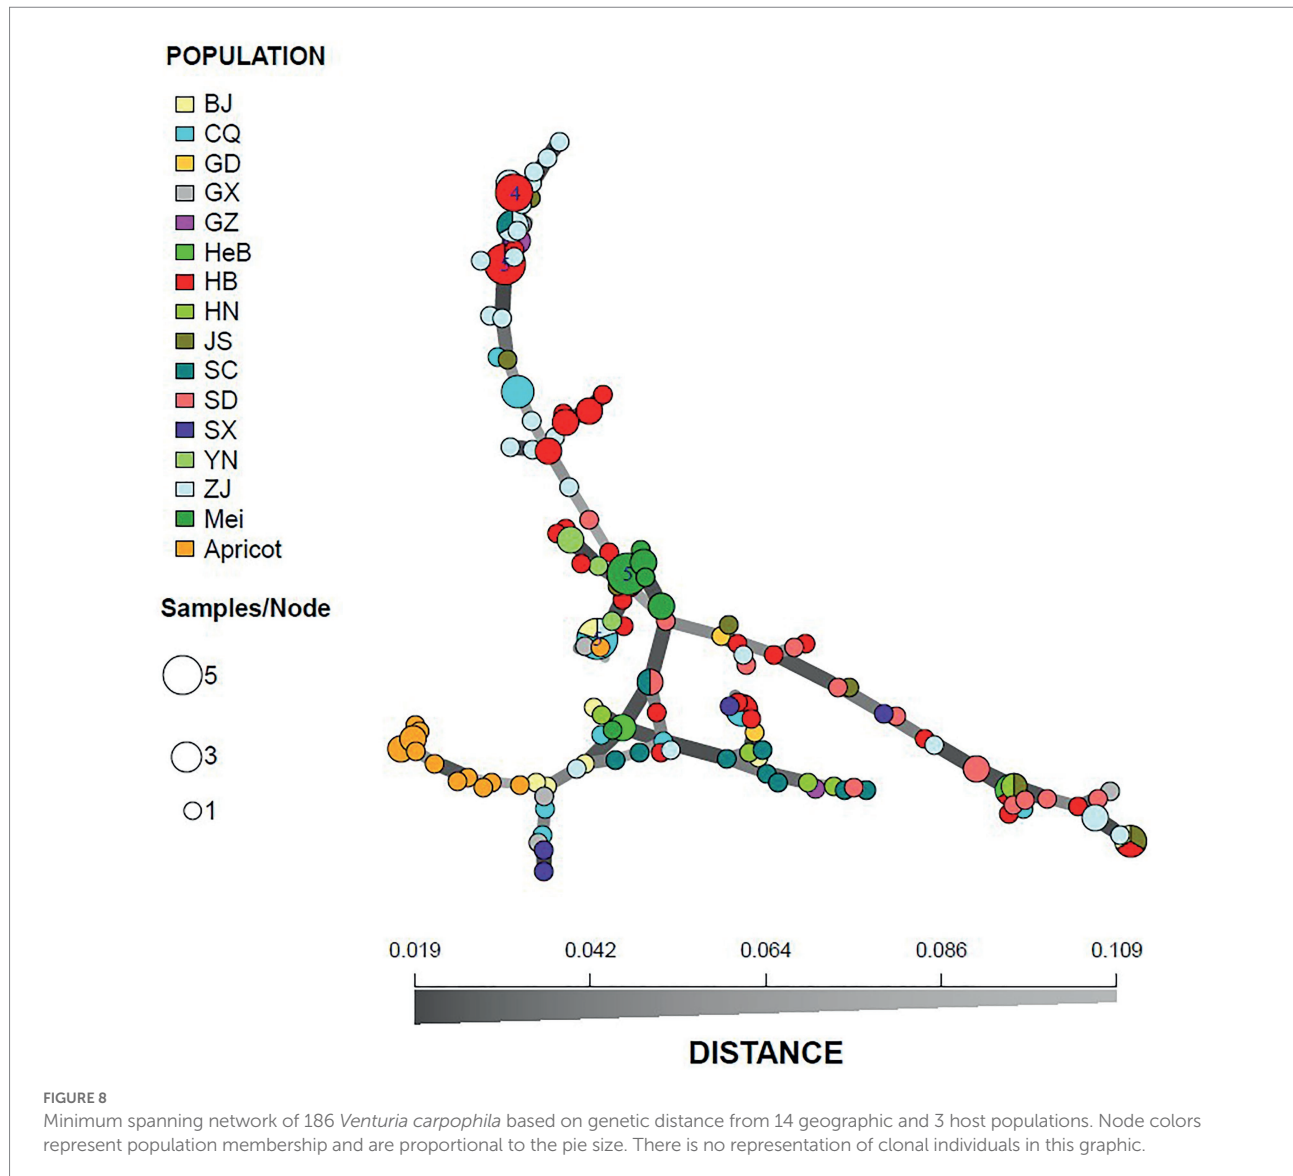 POPULATION
BJ
CQ
GD
GX
GZ
HeB
HB
HN
JS
SC
SD
SX
YN
ZJ
Mei
Apricot
Samples/Node
5
3
1
4
5
5
5
0.019 0.042 0.064 0.086 0.109
DISTANCE
FIGURE 8
Minimum spanning network of 186 Venturia carpophila based on genetic distance from 14 geographic and 3 host populations. Node colors
represent population membership and are proportional to the pie size. There is no representation of clonal individuals in this graphic.